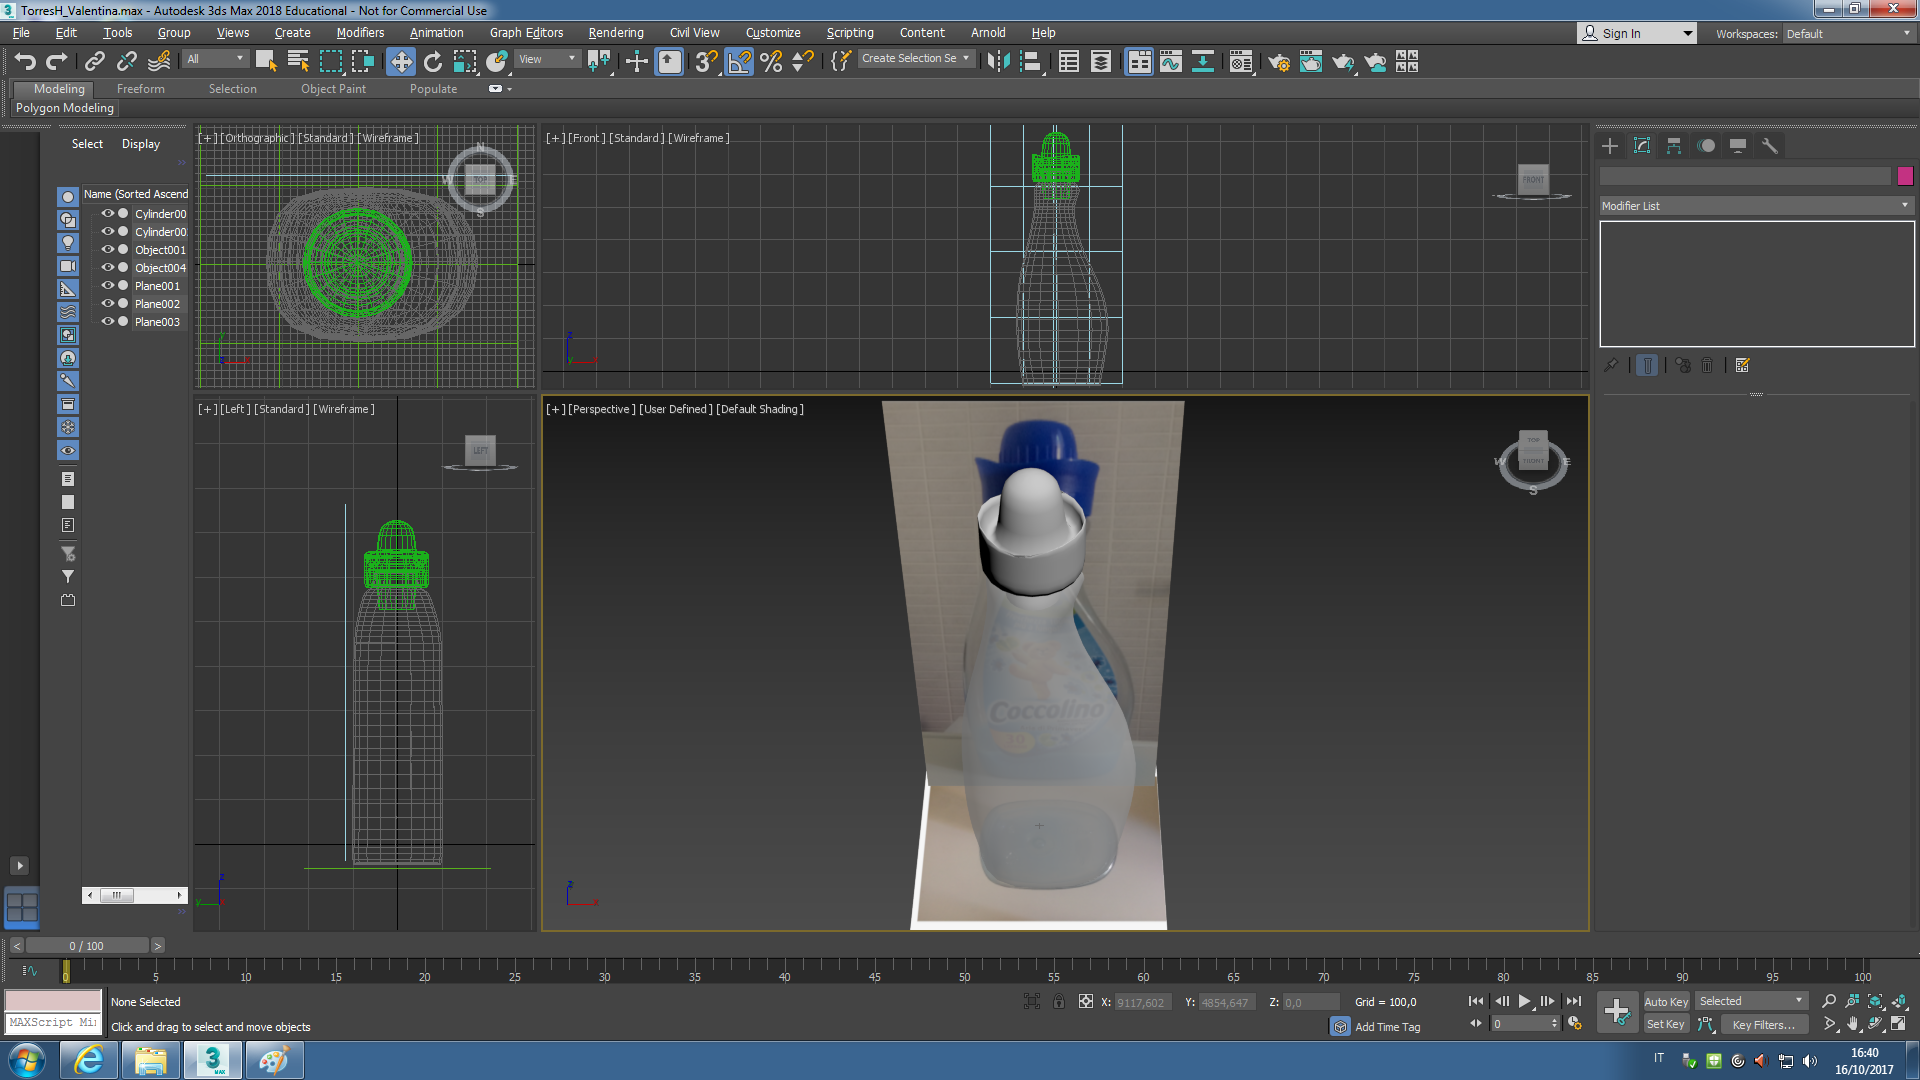 TorresH_Valentina.max - Autodesk 3ds Max 2018 Educational - Not for Commercial Use
File Edit Tools Group Views Create Modifiers Animation Graph Editors Rendering Civil View Customize Scripting Content Arnold Help
Sign In
Workspaces: Default
All
View
Create Selection Se
Modeling Freeform Selection Object Paint Populate
Polygon Modeling
Select Display
Name (Sorted Ascend
Cylinder00
Cylinder00
Object001
Object004
Plane001
Plane002
Plane003
[+] [Orthographic] [Standard] [Wireframe]
N
W TOP E
S
[+] [Front] [Standard] [Wireframe]
FRONT
[+] [Left] [Standard] [Wireframe]
LEFT
[+] [Perspective] [User Defined] [Default Shading]
TOP
W FRONT E
S
Coccolino
Modifier List
0 / 100
0 5 10 15 20 25 30 35 40 45 50 55 60 65 70 75 80 85 90 95 100
None Selected
MAXScript Mi
Click and drag to select and move objects
X: 9117,602 Y: 4854,647 Z: 0,0 Grid = 100,0
Add Time Tag
0
Auto Key Selected
Set Key Key Filters...
IT
16:40
16/10/2017